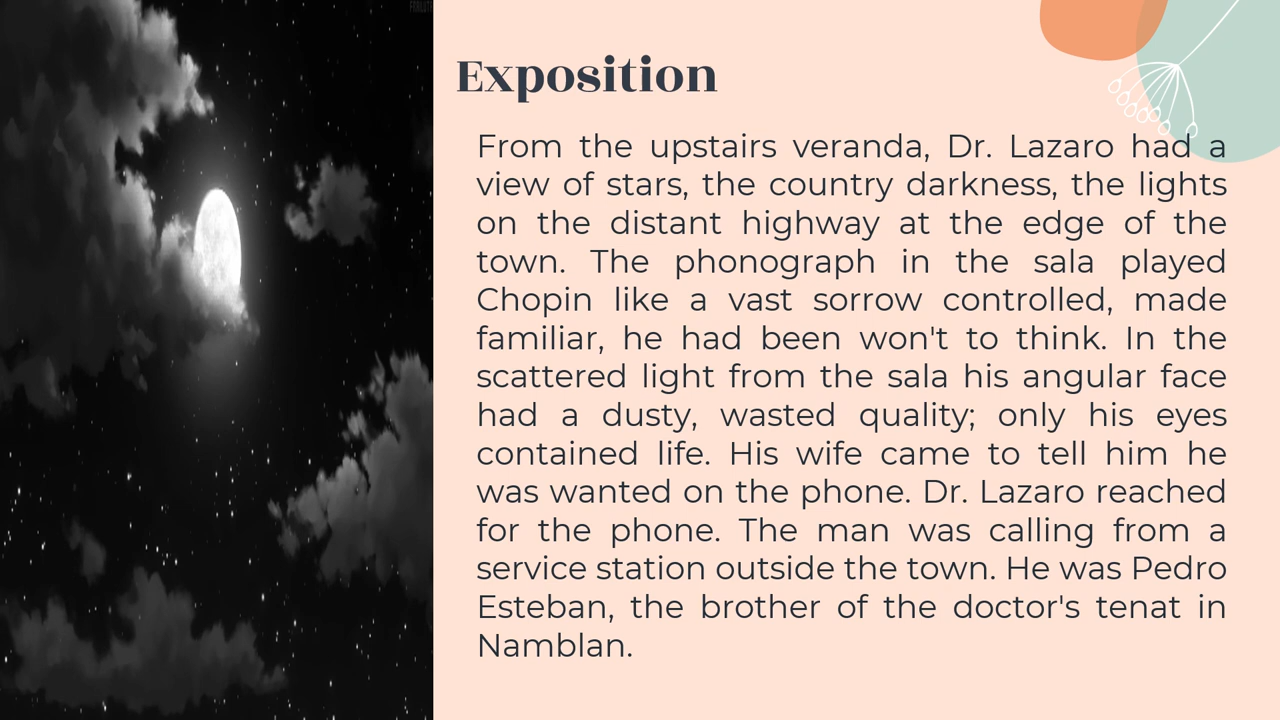 Exposition
From the upstairs veranda, Dr. Lazaro had a
view of stars, the country darkness, the lights
on the distant highway at the edge of the
town. The phonograph in the sala played
Chopin like a vast sorrow controlled, made
familiar, he had been won't to think. In the
scattered light from the sala his angular face
had a dusty, wasted quality; only his eyes
contained life. His wife came to tell him he
was wanted on the phone. Dr. Lazaro reached
for the phone. The man was calling from a
service station outside the town. He was Pedro
Esteban, the brother of the doctor's tenat in
Namblan.